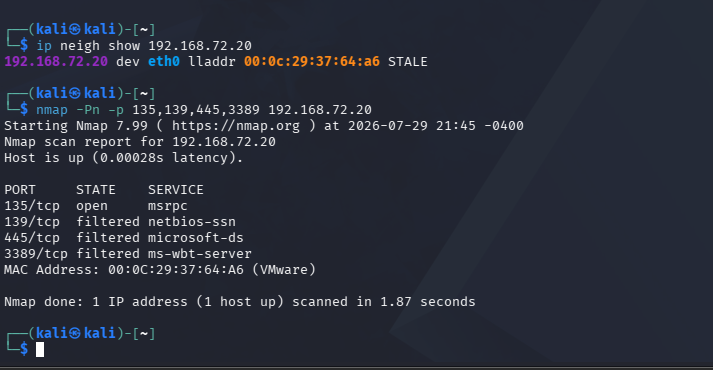 ┌──(kali㉿kali)-[~]
└─$ ip neigh show 192.168.72.20
192.168.72.20 dev eth0 lladdr 00:0c:29:37:64:a6 STALE
┌──(kali㉿kali)-[~]
└─$ nmap -Pn -p 135,139,445,3389 192.168.72.20
Starting Nmap 7.99 ( https://nmap.org ) at 2026-07-29 21:45 -0400
Nmap scan report for 192.168.72.20
Host is up (0.00028s latency).
PORT     STATE    SERVICE
135/tcp  open     msrpc
139/tcp  filtered netbios-ssn
445/tcp  filtered microsoft-ds
3389/tcp filtered ms-wbt-server
MAC Address: 00:0C:29:37:64:A6 (VMware)
Nmap done: 1 IP address (1 host up) scanned in 1.87 seconds
┌──(kali㉿kali)-[~]
└─$